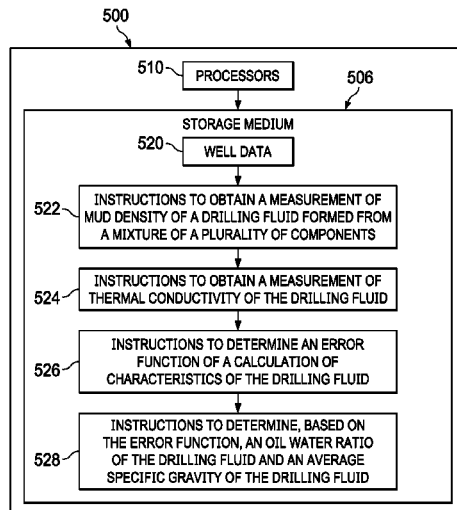 500
510
PROCESSORS
506
STORAGE MEDIUM
520
WELL DATA
522
INSTRUCTIONS TO OBTAIN A MEASUREMENT OF
MUD DENSITY OF A DRILLING FLUID FORMED FROM
A MIXTURE OF A PLURALITY OF COMPONENTS
524
INSTRUCTIONS TO OBTAIN A MEASUREMENT OF
THERMAL CONDUCTIVITY OF THE DRILLING FLUID
526
INSTRUCTIONS TO DETERMINE AN ERROR
FUNCTION OF A CALCULATION OF
CHARACTERISTICS OF THE DRILLING FLUID
528
INSTRUCTIONS TO DETERMINE, BASED ON
THE ERROR FUNCTION, AN OIL WATER RATIO
OF THE DRILLING FLUID AND AN AVERAGE
SPECIFIC GRAVITY OF THE DRILLING FLUID